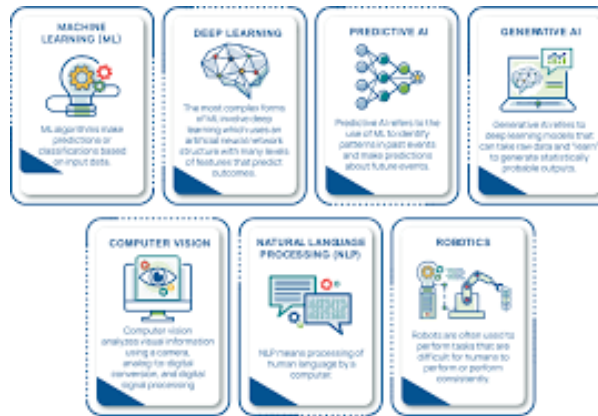 MACHINE
LEARNING (ML)
ML algorithms make
predictions or
classifications based
on input data.
DEEP LEARNING
The most complex forms
of ML involve deep
learning which uses an
artificial neural network
structure with many levels
of features that predict
outcomes.
PREDICTIVE AI
Predictive AI refers to the
use of ML to identify
patterns in past events
and make predictions
about future events.
GENERATIVE AI
Generative AI refers to
deep learning models that
can take raw data and "learn"
to generate statistically
probable outputs.
COMPUTER VISION
Computer vision
analyzes visual information
using a camera,
analog-to-digital
conversion, and digital
signal processing
NATURAL LANGUAGE
PROCESSING (NLP)
NLP means processing of
human language by a
computer.
ROBOTICS
Robots are often used to
perform tasks that are
difficult for humans to
perform or perform
consistently.